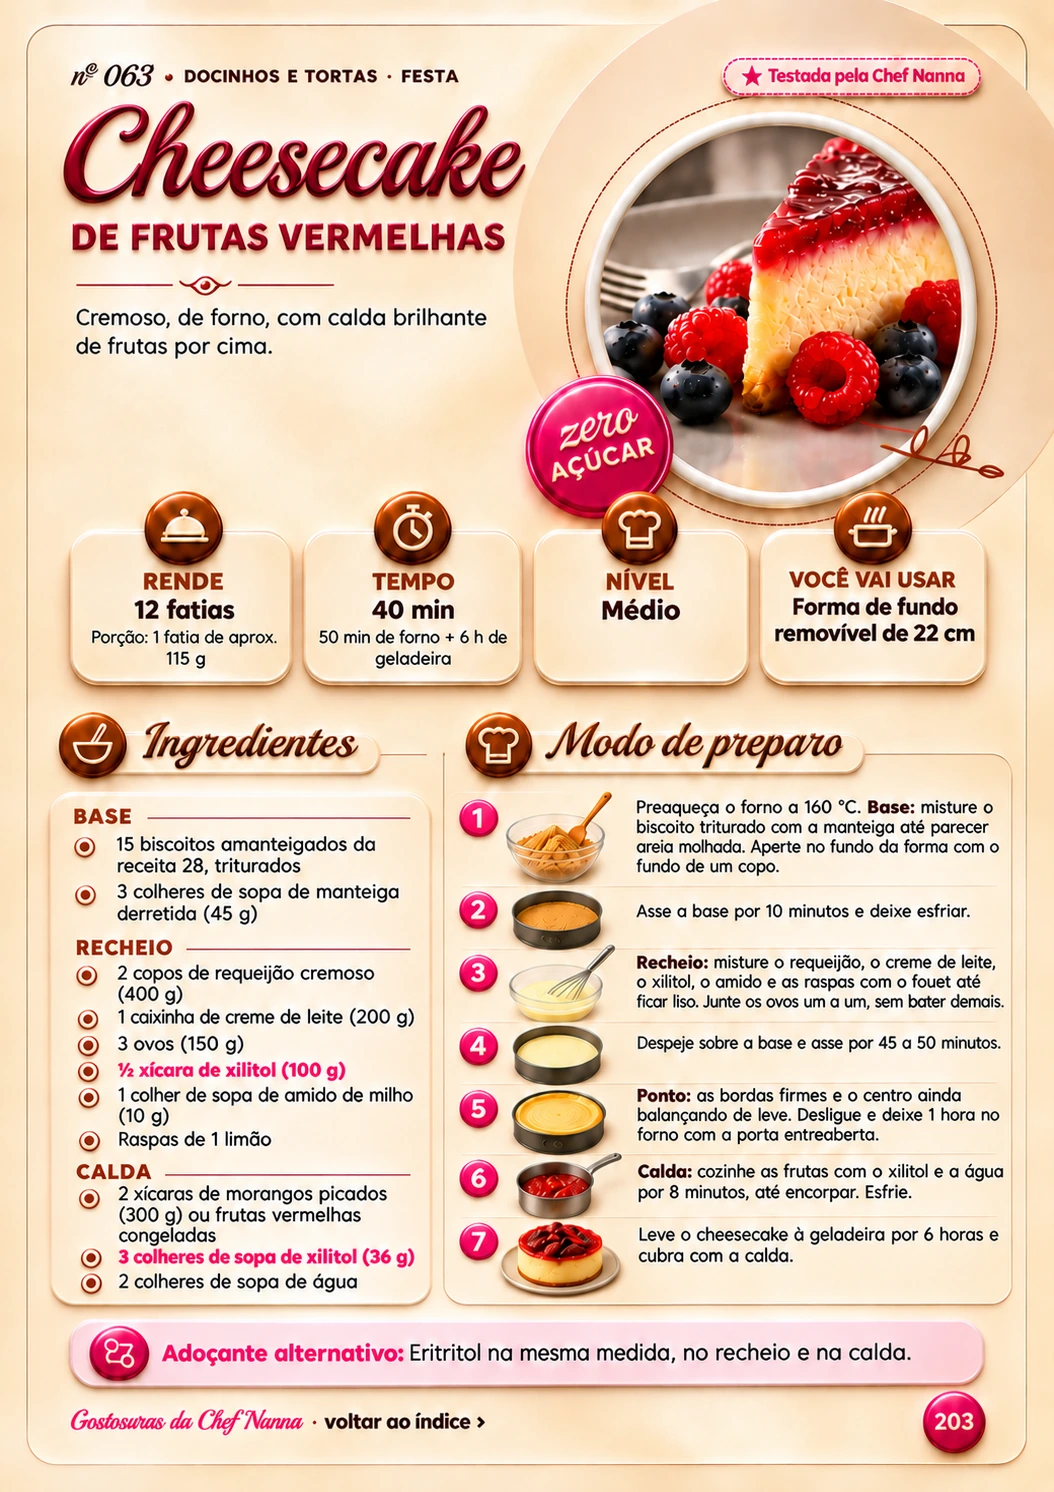 nº 063 • DOCINHOS E TORTAS · FESTA
★ Testada pela Chef Nanna
Cheesecake
DE FRUTAS VERMELHAS
Cremoso, de forno, com calda brilhante
de frutas por cima.
zero
AÇÚCAR
RENDE
12 fatias
Porção: 1 fatia de aprox.
115 g
TEMPO
40 min
50 min de forno + 6 h de
geladeira
NÍVEL
Médio
VOCÊ VAI USAR
Forma de fundo
removível de 22 cm
Ingredientes
BASE
15 biscoitos amanteigados da
receita 28, triturados
3 colheres de sopa de manteiga
derretida (45 g)
RECHEIO
2 copos de requeijão cremoso
(400 g)
1 caixinha de creme de leite (200 g)
3 ovos (150 g)
½ xícara de xilitol (100 g)
1 colher de sopa de amido de milho
(10 g)
Raspas de 1 limão
CALDA
2 xícaras de morangos picados
(300 g) ou frutas vermelhas
congeladas
3 colheres de sopa de xilitol (36 g)
2 colheres de sopa de água
Modo de preparo
1
Preaqueça o forno a 160 °C. Base: misture o
biscoito triturado com a manteiga até parecer
areia molhada. Aperte no fundo da forma com o
fundo de um copo.
2
Asse a base por 10 minutos e deixe esfriar.
3
Recheio: misture o requeijão, o creme de leite,
o xilitol, o amido e as raspas com o fouet até
ficar liso. Junte os ovos um a um, sem bater demais.
4
Despeje sobre a base e asse por 45 a 50 minutos.
5
Ponto: as bordas firmes e o centro ainda
balançando de leve. Desligue e deixe 1 hora no
forno com a porta entreaberta.
6
Calda: cozinhe as frutas com o xilitol e a água
por 8 minutos, até encorpar. Esfrie.
7
Leve o cheesecake à geladeira por 6 horas e
cubra com a calda.
Adoçante alternativo: Eritritol na mesma medida, no recheio e na calda.
Gostosuras da Chef Nanna · voltar ao índice ›
203